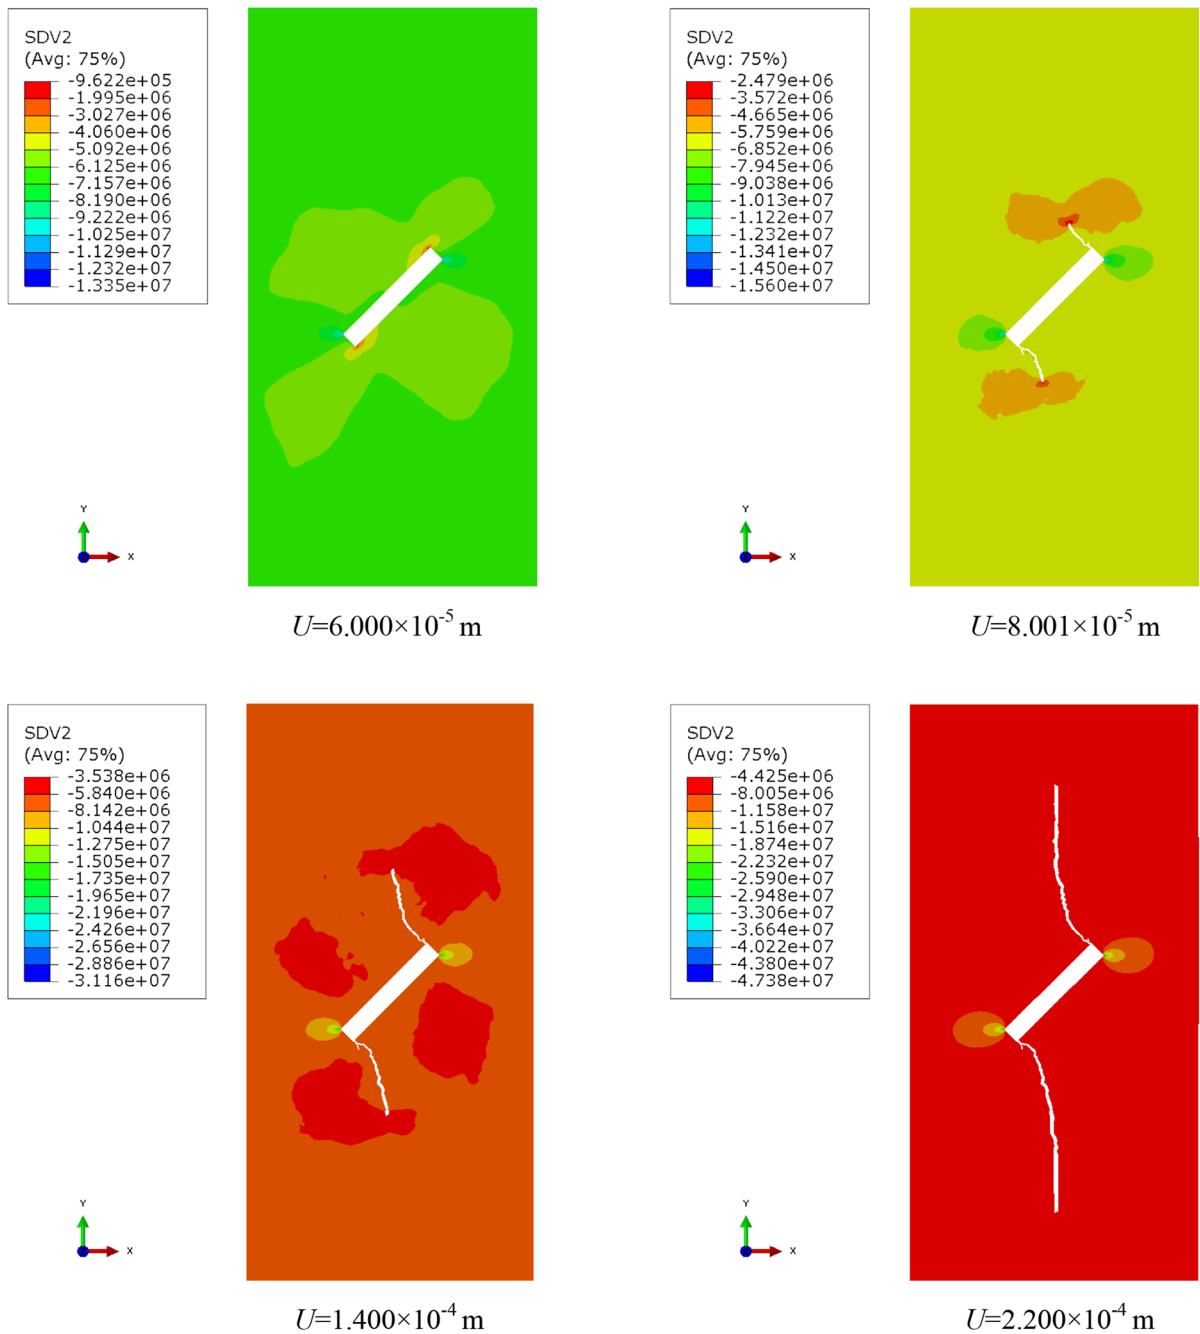 SDV2
(Avg: 75%)
-9.622e+05
-1.995e+06
-3.027e+06
-4.060e+06
-5.092e+06
-6.125e+06
-7.157e+06
-8.190e+06
-9.222e+06
-1.025e+07
-1.129e+07
-1.232e+07
-1.335e+07
Y
X
U=6.000×10⁻⁵ m
SDV2
(Avg: 75%)
-2.479e+06
-3.572e+06
-4.665e+06
-5.759e+06
-6.852e+06
-7.945e+06
-9.038e+06
-1.013e+07
-1.122e+07
-1.232e+07
-1.341e+07
-1.450e+07
-1.560e+07
Y
X
U=8.001×10⁻⁵ m
SDV2
(Avg: 75%)
-3.538e+06
-5.840e+06
-8.142e+06
-1.044e+07
-1.275e+07
-1.505e+07
-1.735e+07
-1.965e+07
-2.196e+07
-2.426e+07
-2.656e+07
-2.886e+07
-3.116e+07
Y
X
U=1.400×10⁻⁴ m
SDV2
(Avg: 75%)
-4.425e+06
-8.005e+06
-1.158e+07
-1.516e+07
-1.874e+07
-2.232e+07
-2.590e+07
-2.948e+07
-3.306e+07
-3.664e+07
-4.022e+07
-4.380e+07
-4.738e+07
Y
X
U=2.200×10⁻⁴ m